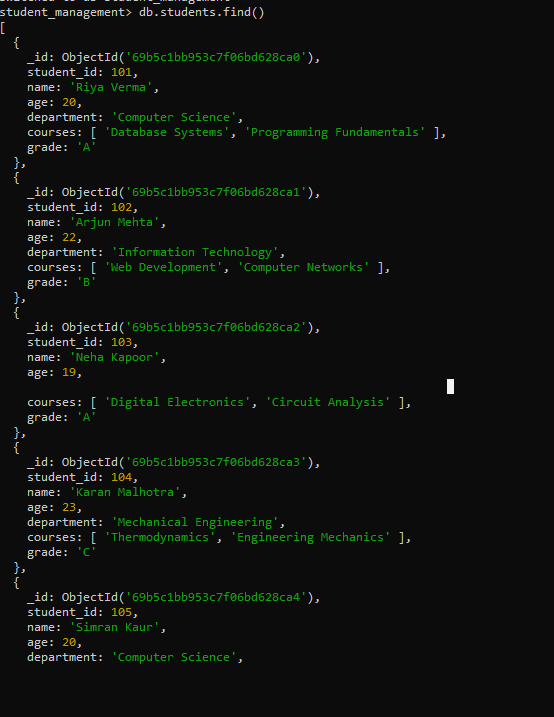 student_management> db.students.find()
[
  {
    _id: ObjectId('69b5c1bb953c7f06bd628ca0'),
    student_id: 101,
    name: 'Riya Verma',
    age: 20,
    department: 'Computer Science',
    courses: [ 'Database Systems', 'Programming Fundamentals' ],
    grade: 'A'
  },
  {
    _id: ObjectId('69b5c1bb953c7f06bd628ca1'),
    student_id: 102,
    name: 'Arjun Mehta',
    age: 22,
    department: 'Information Technology',
    courses: [ 'Web Development', 'Computer Networks' ],
    grade: 'B'
  },
  {
    _id: ObjectId('69b5c1bb953c7f06bd628ca2'),
    student_id: 103,
    name: 'Neha Kapoor',
    age: 19,
    courses: [ 'Digital Electronics', 'Circuit Analysis' ],
    grade: 'A'
  },
  {
    _id: ObjectId('69b5c1bb953c7f06bd628ca3'),
    student_id: 104,
    name: 'Karan Malhotra',
    age: 23,
    department: 'Mechanical Engineering',
    courses: [ 'Thermodynamics', 'Engineering Mechanics' ],
    grade: 'C'
  },
  {
    _id: ObjectId('69b5c1bb953c7f06bd628ca4'),
    student_id: 105,
    name: 'Simran Kaur',
    age: 20,
    department: 'Computer Science',